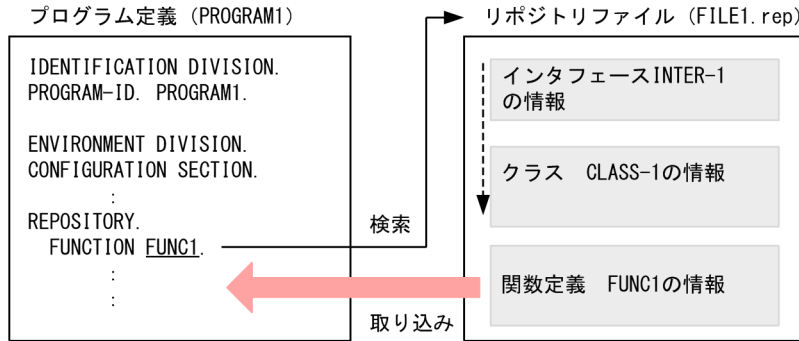 プログラム定義（PROGRAM1）
IDENTIFICATION DIVISION.
PROGRAM-ID. PROGRAM1.
ENVIRONMENT DIVISION.
CONFIGURATION SECTION.
:
REPOSITORY.
FUNCTION FUNC1.
:
:
検索
取り込み
リポジトリファイル（FILE1.rep）
インタフェースINTER-1
の情報
クラス　CLASS-1の情報
関数定義　FUNC1の情報